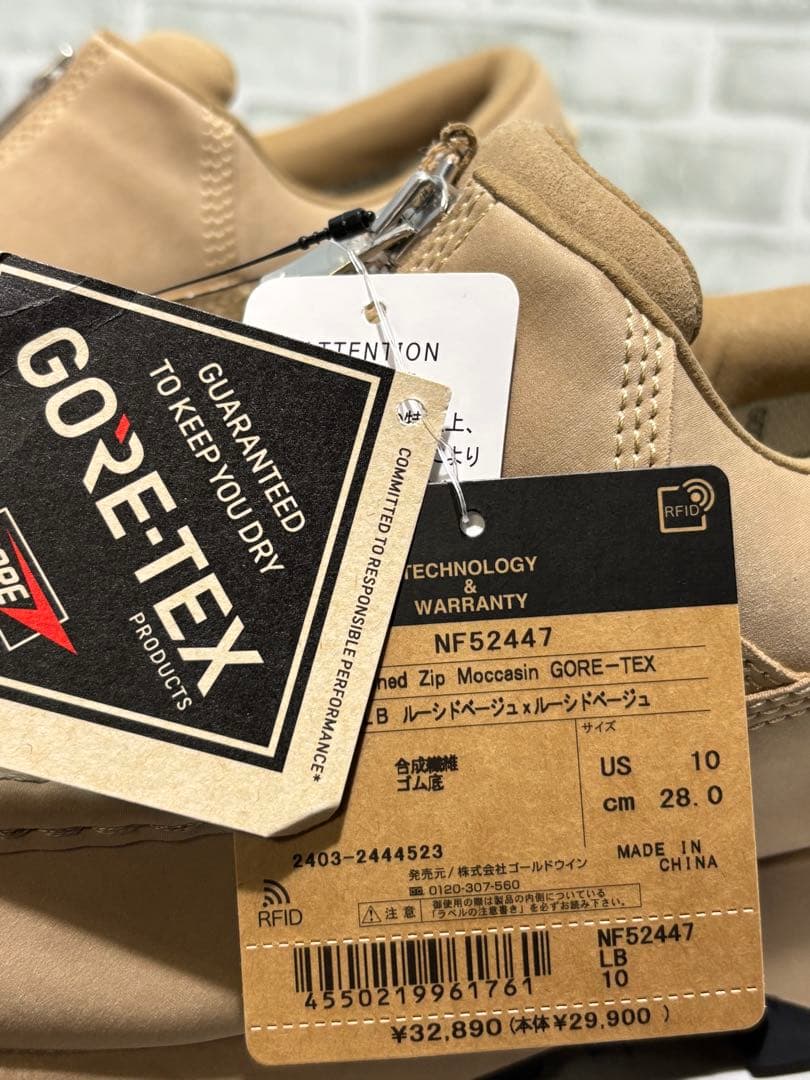 GUARANTEED
TO KEEP YOU DRY
GORE-TEX
PRODUCTS
COMMITTED TO RESPONSIBLE PERFORMANCE*
ATTENTION
上、
より
RFID
TECHNOLOGY
&
WARRANTY
NF52447
ned Zip Moccasin GORE-TEX
LB ルーシドベージュxルーシドベージュ
サイズ
合成繊維
ゴム底
US 10
cm 28.0
2403-2444523
MADE IN
CHINA
発売元/株式会社ゴールドウイン
0120-307-560
RFID
注意
御使用の際は製品の内側についている
「ラベルの注意書き」を必ずお読み下さい。
NF52447
LB
10
4550219961761
¥32,890 (本体¥29,900 )